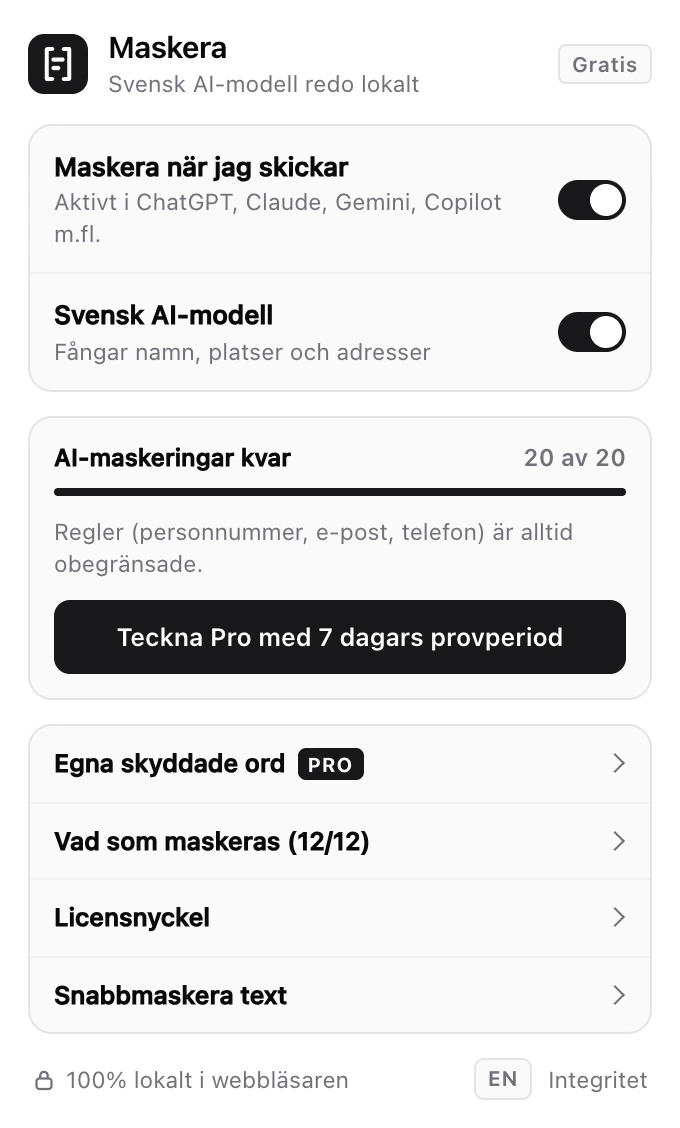 Maskera
Svensk AI-modell redo lokalt
Gratis
Maskera när jag skickar
Aktivt i ChatGPT, Claude, Gemini, Copilot
m.fl.
Svensk AI-modell
Fångar namn, platser och adresser
AI-maskeringar kvar
20 av 20
Regler (personnummer, e-post, telefon) är alltid
obegränsade.
Teckna Pro med 7 dagars provperiod
Egna skyddade ord PRO
Vad som maskeras (12/12)
Licensnyckel
Snabbmaskera text
100% lokalt i webbläsaren
EN
Integritet